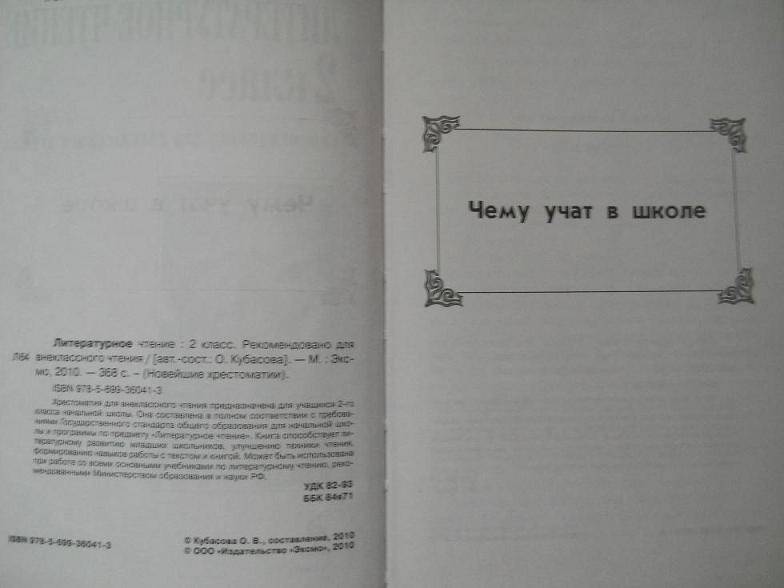 Литературное чтение : 2 класс. Рекомендовано для
Л64 внеклассного чтения / [авт.-сост.: О. Кубасова]. — М. : Экс-
мо, 2010. — 368 с. – (Новейшие хрестоматии).
ISBN 978-5-699-36041-3
Хрестоматия для внеклассного чтения предназначена для учащихся 2-го
класса начальной школы. Она составлена в полном соответствии с требова-
ниями Государственного стандарта общего образования для начальной шко-
лы и программы по предмету «Литературное чтение». Книга способствует ли-
тературному развитию младших школьников, улучшению техники чтения,
формированию навыков работы с текстом и книгой. Может быть использована
при работе со всеми основными учебниками по литературному чтению, реко-
мендованными Министерством образования и науки РФ.
УДК 82-93
ББК 84я71
ISBN 978-5-699-36041-3
© Кубасова О. В., составление, 2010
© ООО «Издательство «Эксмо», 2010
Чему учат в школе